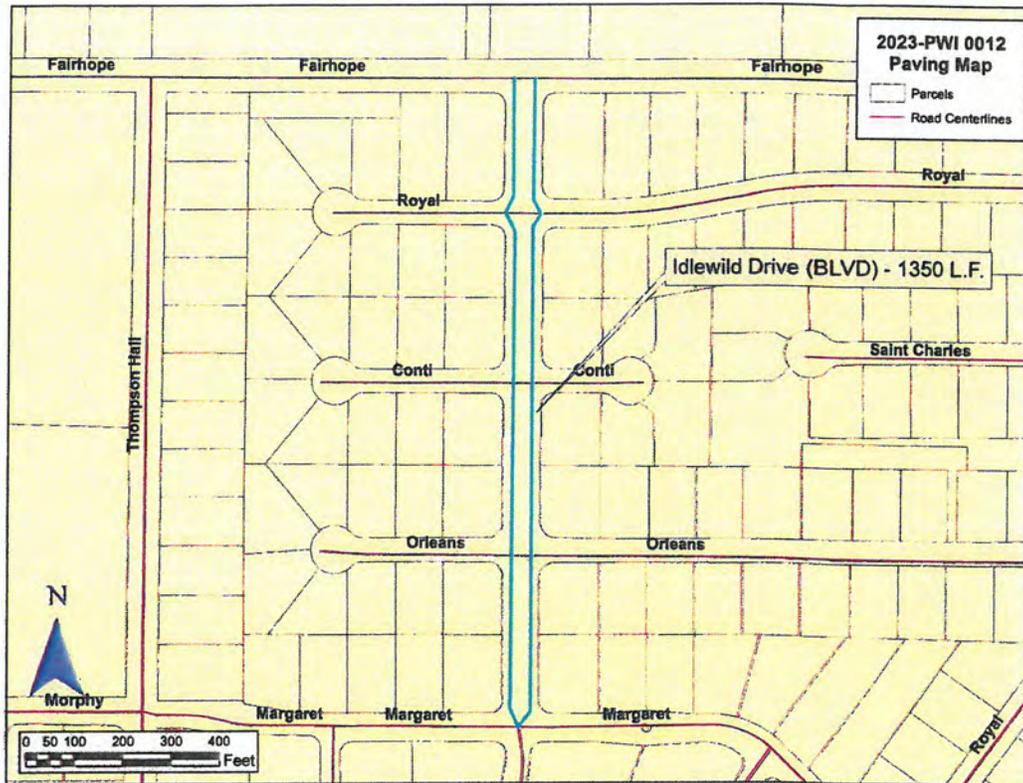 2023-PWI 0012
Paving Map
Parcels
Road Centerlines
Fairhope
Fairhope
Fairhope
Royal
Royal
Idlewild Drive (BLVD) - 1350 L.F.
Thompson Hall
Conti
Conti
Saint Charles
Orleans
Orleans
N
Morphy
Margaret
Margaret
Margaret
Royal
0 50 100 200 300 400
Feet